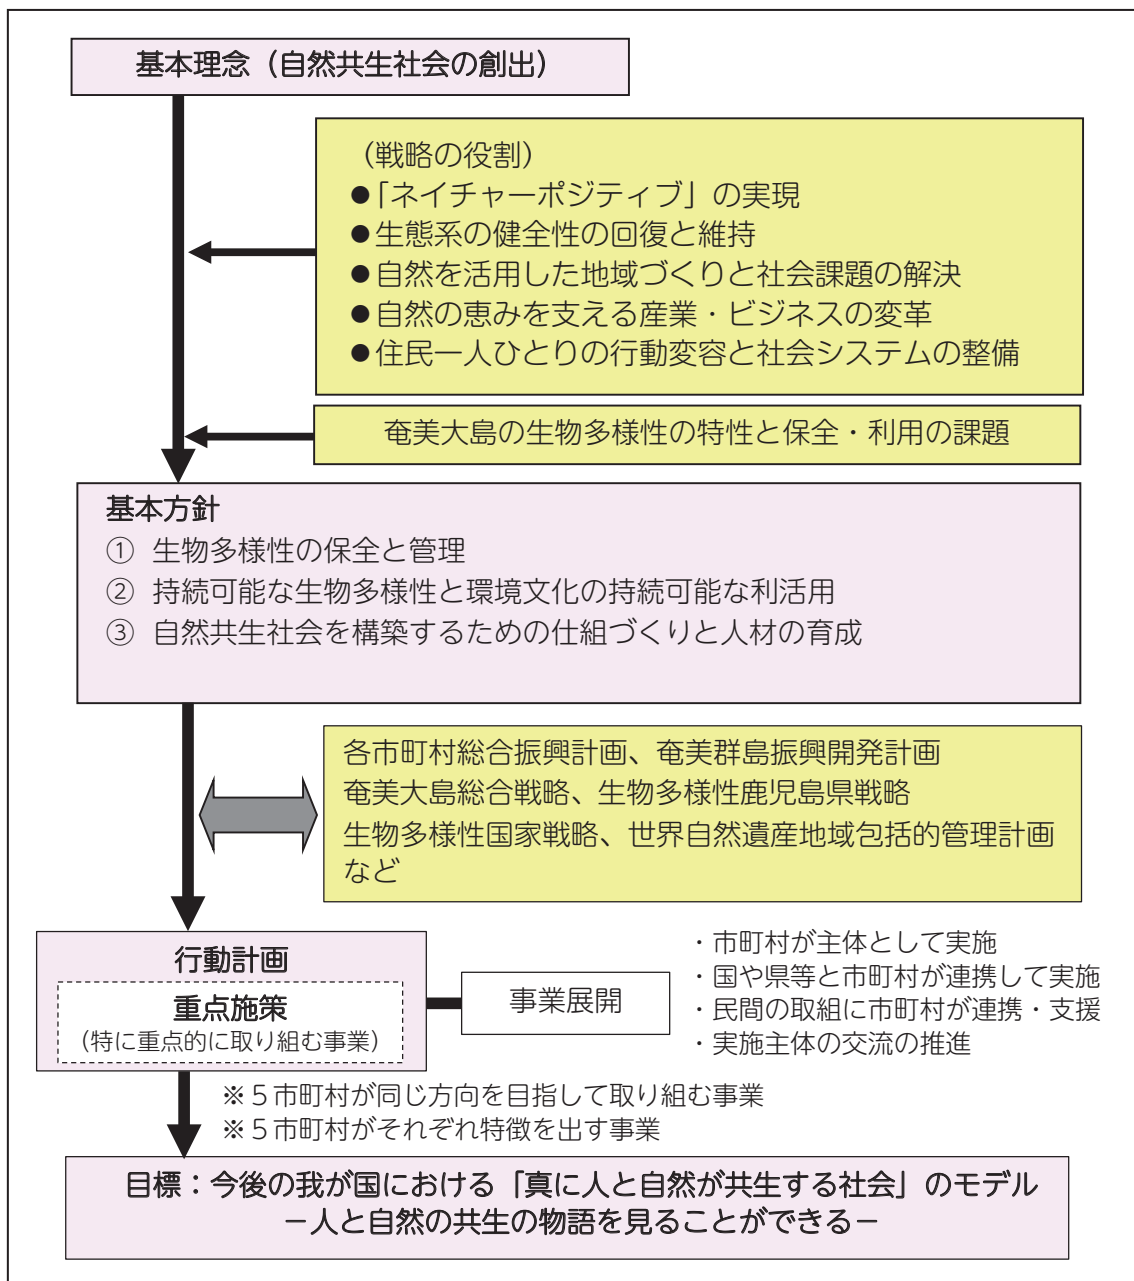 基本理念（自然共生社会の創出）
（戦略の役割）
●「ネイチャーポジティブ」の実現
●生態系の健全性の回復と維持
●自然を活用した地域づくりと社会課題の解決
●自然の恵みを支える産業・ビジネスの変革
●住民一人ひとりの行動変容と社会システムの整備
奄美大島の生物多様性の特性と保全・利用の課題
基本方針
① 生物多様性の保全と管理
② 持続可能な生物多様性と環境文化の持続可能な利活用
③ 自然共生社会を構築するための仕組づくりと人材の育成
各市町村総合振興計画、奄美群島振興開発計画
奄美大島総合戦略、生物多様性鹿児島県戦略
生物多様性国家戦略、世界自然遺産地域包括的管理計画
など
行動計画
重点施策
（特に重点的に取り組む事業）
事業展開
・市町村が主体として実施
・国や県等と市町村が連携して実施
・民間の取組に市町村が連携・支援
・実施主体の交流の推進
※５市町村が同じ方向を目指して取り組む事業
※５市町村がそれぞれ特徴を出す事業
目標：今後の我が国における「真に人と自然が共生する社会」のモデル
－人と自然の共生の物語を見ることができる－